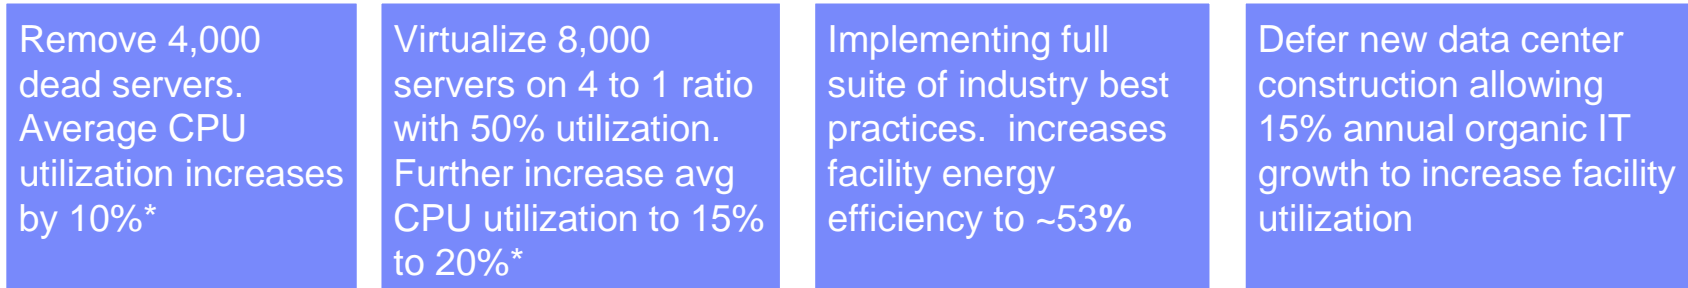 Remove 4,000
dead servers.
Average CPU
utilization increases
by 10%*
Virtualize 8,000
servers on 4 to 1 ratio
with 50% utilization.
Further increase avg
CPU utilization to 15%
to 20%*
Implementing full
suite of industry best
practices.  increases
facility energy
efficiency to ~53%
Defer new data center
construction allowing
15% annual organic IT
growth to increase facility
utilization